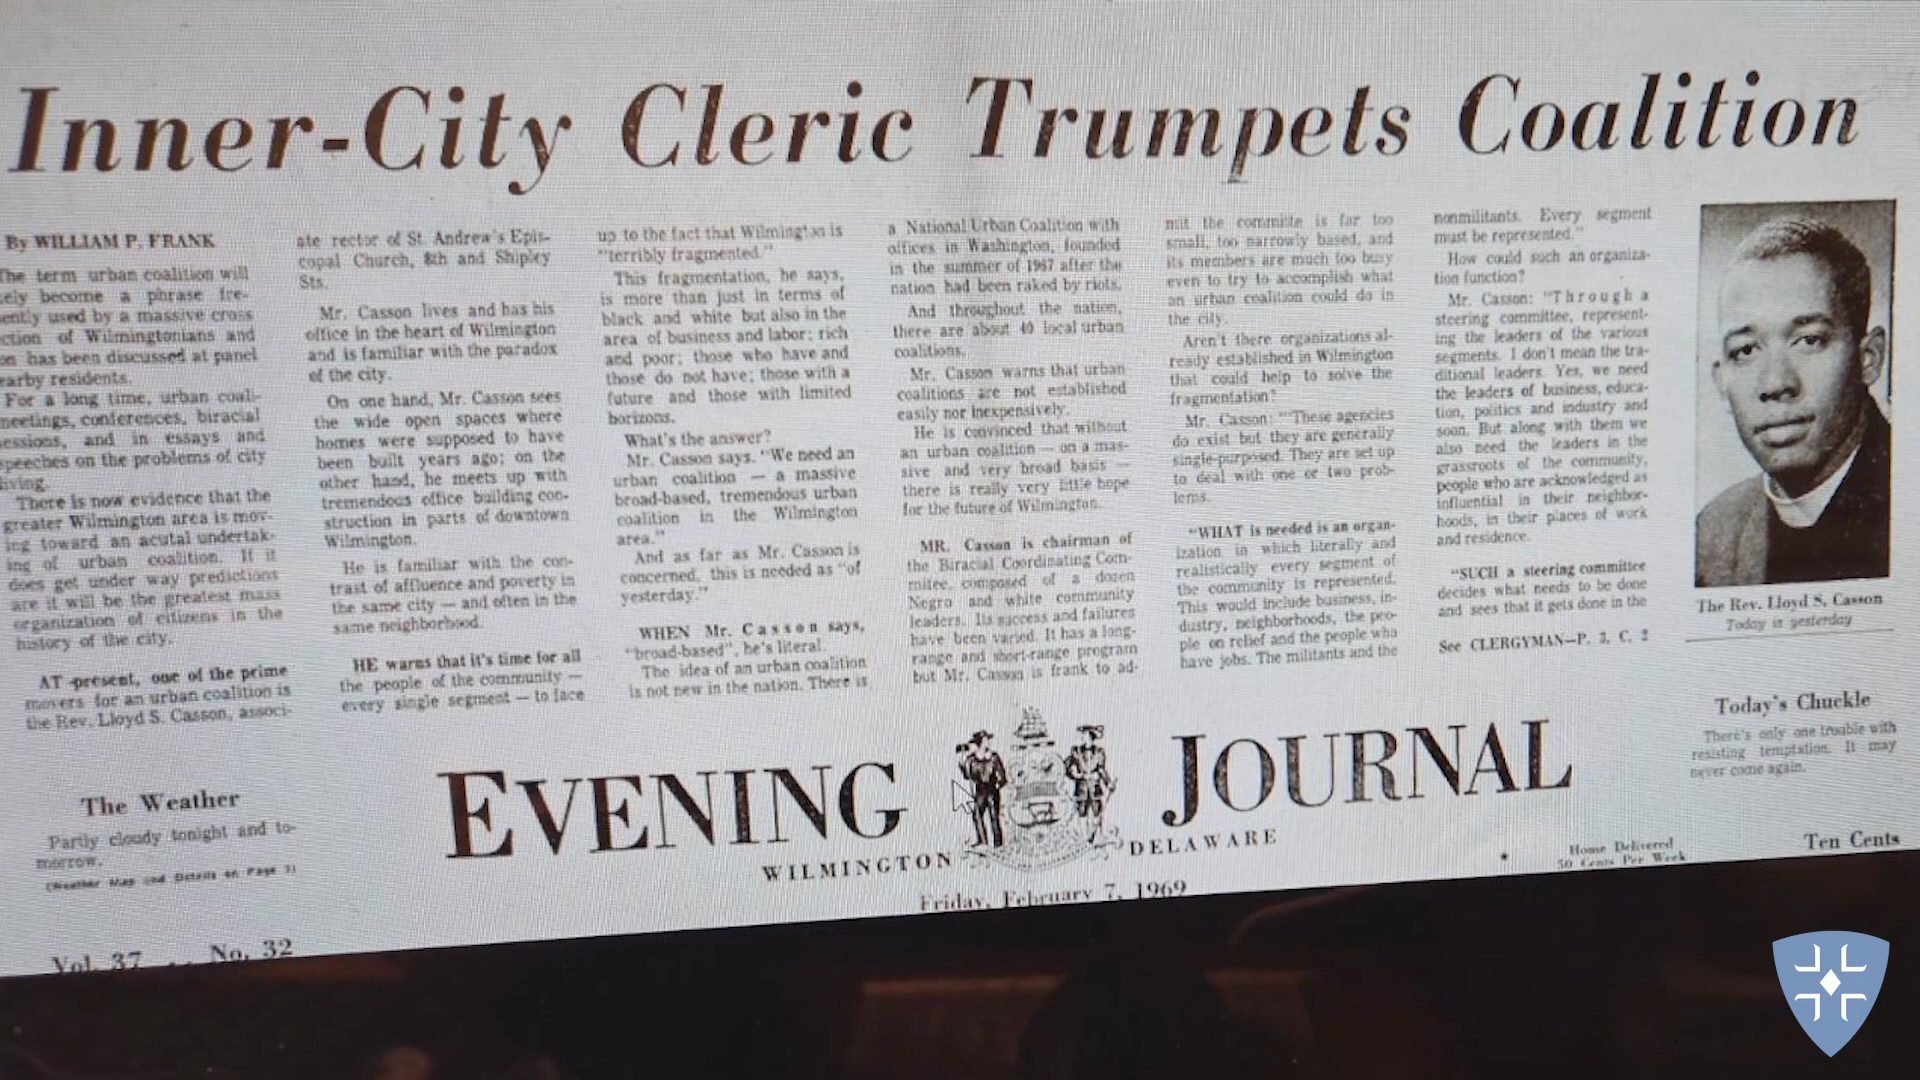 Inner-City Cleric Trumpets Coalition
By WILLIAM P. FRANK
The term urban coalition will
ely become a phrase fre-
ently used by a massive cross
ction of Wilmingtonians and
on has been discussed at panel
earby residents.
For a long time, urban coali-
meetings, conferences, biracial
essions, and in essays and
peeches on the problems of city
living.
There is now evidence that the
greater Wilmington area is mov-
ing toward an acutal undertak-
ing of urban coalition. If it
does get under way predictions
are it will be the greatest mass
organization of citizens in the
history of the city.
AT present, one of the prime
movers for an urban coalition is
the Rev. Lloyd S. Casson, associ-
ate rector of St. Andrew's Epis-
copal Church, 8th and Shipley
Sts.
Mr. Casson lives and has his
office in the heart of Wilmington
and is familiar with the paradox
of the city.
On one hand, Mr. Casson sees
the wide open spaces where
homes were supposed to have
been built years ago; on the
other hand, he meets up with
tremendous office building con-
struction in parts of downtown
Wilmington.
He is familiar with the con-
trast of affluence and poverty in
the same city — and often in the
same neighborhood.
HE warns that it's time for all
the people of the community —
every single segment — to face
up to the fact that Wilmington is
"terribly fragmented."
This fragmentation, he says,
is more than just in terms of
black and white but also in the
area of business and labor; rich
and poor; those who have and
those do not have; those with a
future and those with limited
horizons.
What's the answer?
Mr. Casson says. "We need an
urban coalition — a massive
broad-based, tremendous urban
coalition in the Wilmington
area."
And as far as Mr. Casson is
concerned, this is needed as "of
yesterday."
WHEN Mr. Casson says,
"broad-based", he's literal.
The idea of an urban coalition
is not new in the nation. There is
a National Urban Coalition with
offices in Washington, founded
in the summer of 1967 after the
nation had been raked by riots.
And throughout the nation,
there are about 40 local urban
coalitions.
Mr. Casson warns that urban
coalitions are not established
easily nor inexpensively.
He is convinced that without
an urban coalition — on a mas-
sive and very broad basis —
there is really very little hope
for the future of Wilmington.
MR. Casson is chairman of
the Biracial Coordinating Com-
mitee, composed of a dozen
Negro and white community
leaders. Its success and failures
have been varied. It has a long-
range and short-range program
but Mr. Casson is frank to ad-
mit the committe is far too
small, too narrowly based, and
its members are much too busy
even to try to accomplish what
an urban coalition could do in
the city.
Aren't there organizations al-
ready established in Wilmington
that could help to solve the
fragmentation?
Mr. Casson: "These agencies
do exist but they are generally
single-purposed. They are set up
to deal with one or two prob-
lems.
"WHAT is needed is an organ-
ization in which literally and
realistically every segment of
the community is represented.
This would include business, in-
dustry, neighborhoods, the peo-
ple on relief and the people who
have jobs. The militants and the
nonmilitants. Every segment
must be represented."
How could such an organiza-
tion function?
Mr. Casson: "Through a
steering committee, represent-
ing the leaders of the various
segments. I don't mean the tra-
ditional leaders. Yes, we need
the leaders of business, educa-
tion, politics and industry and
soon. But along with them we
also need the leaders in the
grassroots of the community,
people who are acknowledged as
influential in their neighbor-
hoods, in their places of work
and residence.
"SUCH a steering committee
decides what needs to be done
and sees that it gets done in the
See CLERGYMAN—P. 3, C. 2
The Rev. Lloyd S. Casson
Today is yesterday
Today's Chuckle
There's only one trouble with
resisting temptation. It may
never come again.
The Weather
Partly cloudy tonight and to-
morrow.
(Weather Map and Details on Page 3)
EVENING JOURNAL
WILMINGTON DELAWARE
Friday, February 7, 1969
Home Delivered
50 Cents Per Week
Ten Cents
Vol. 37 No. 32